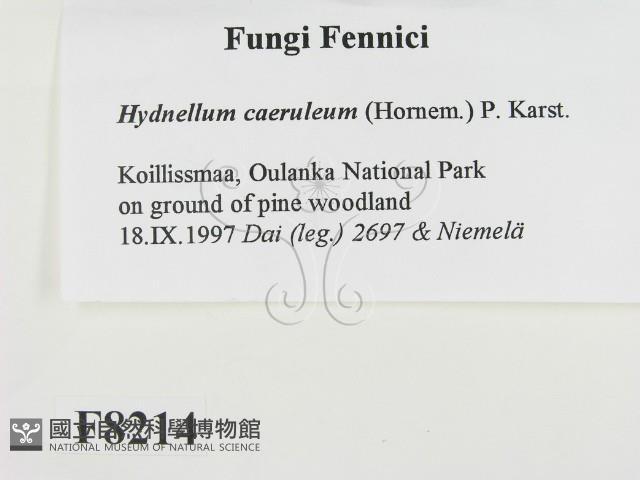 Fungi Fennici
Hydnellum caeruleum (Hornem.) P. Karst.
Koillissmaa, Oulanka National Park
on ground of pine woodland
18.IX.1997 Dai (leg.) 2697 & Niemelä
F8214
國立自然科學博物館
NATIONAL MUSEUM OF NATURAL SCIENCE